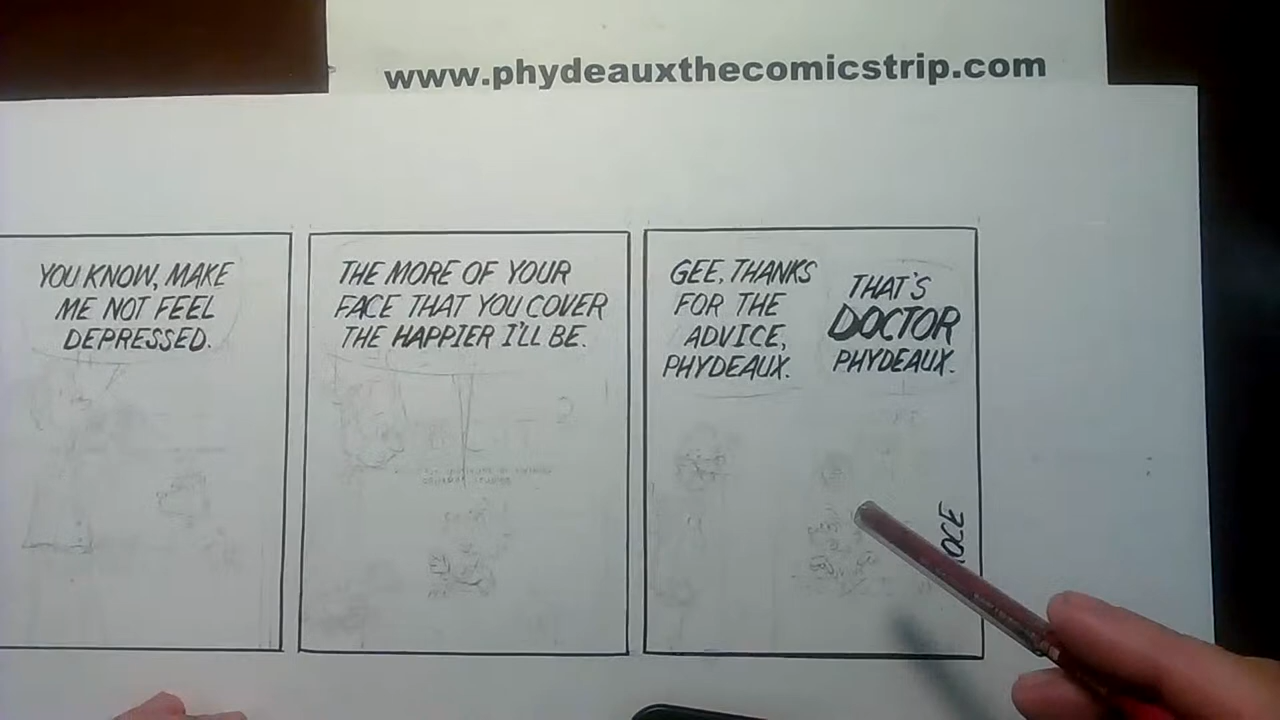 www.phydeauxthecomicstrip.com
YOU KNOW, MAKE
ME NOT FEEL
DEPRESSED.
THE MORE OF YOUR
FACE THAT YOU COVER
THE HAPPIER I'LL BE.
GEE, THANKS
FOR THE
ADVICE,
PHYDEAUX.
THAT'S
DOCTOR
PHYDEAUX.